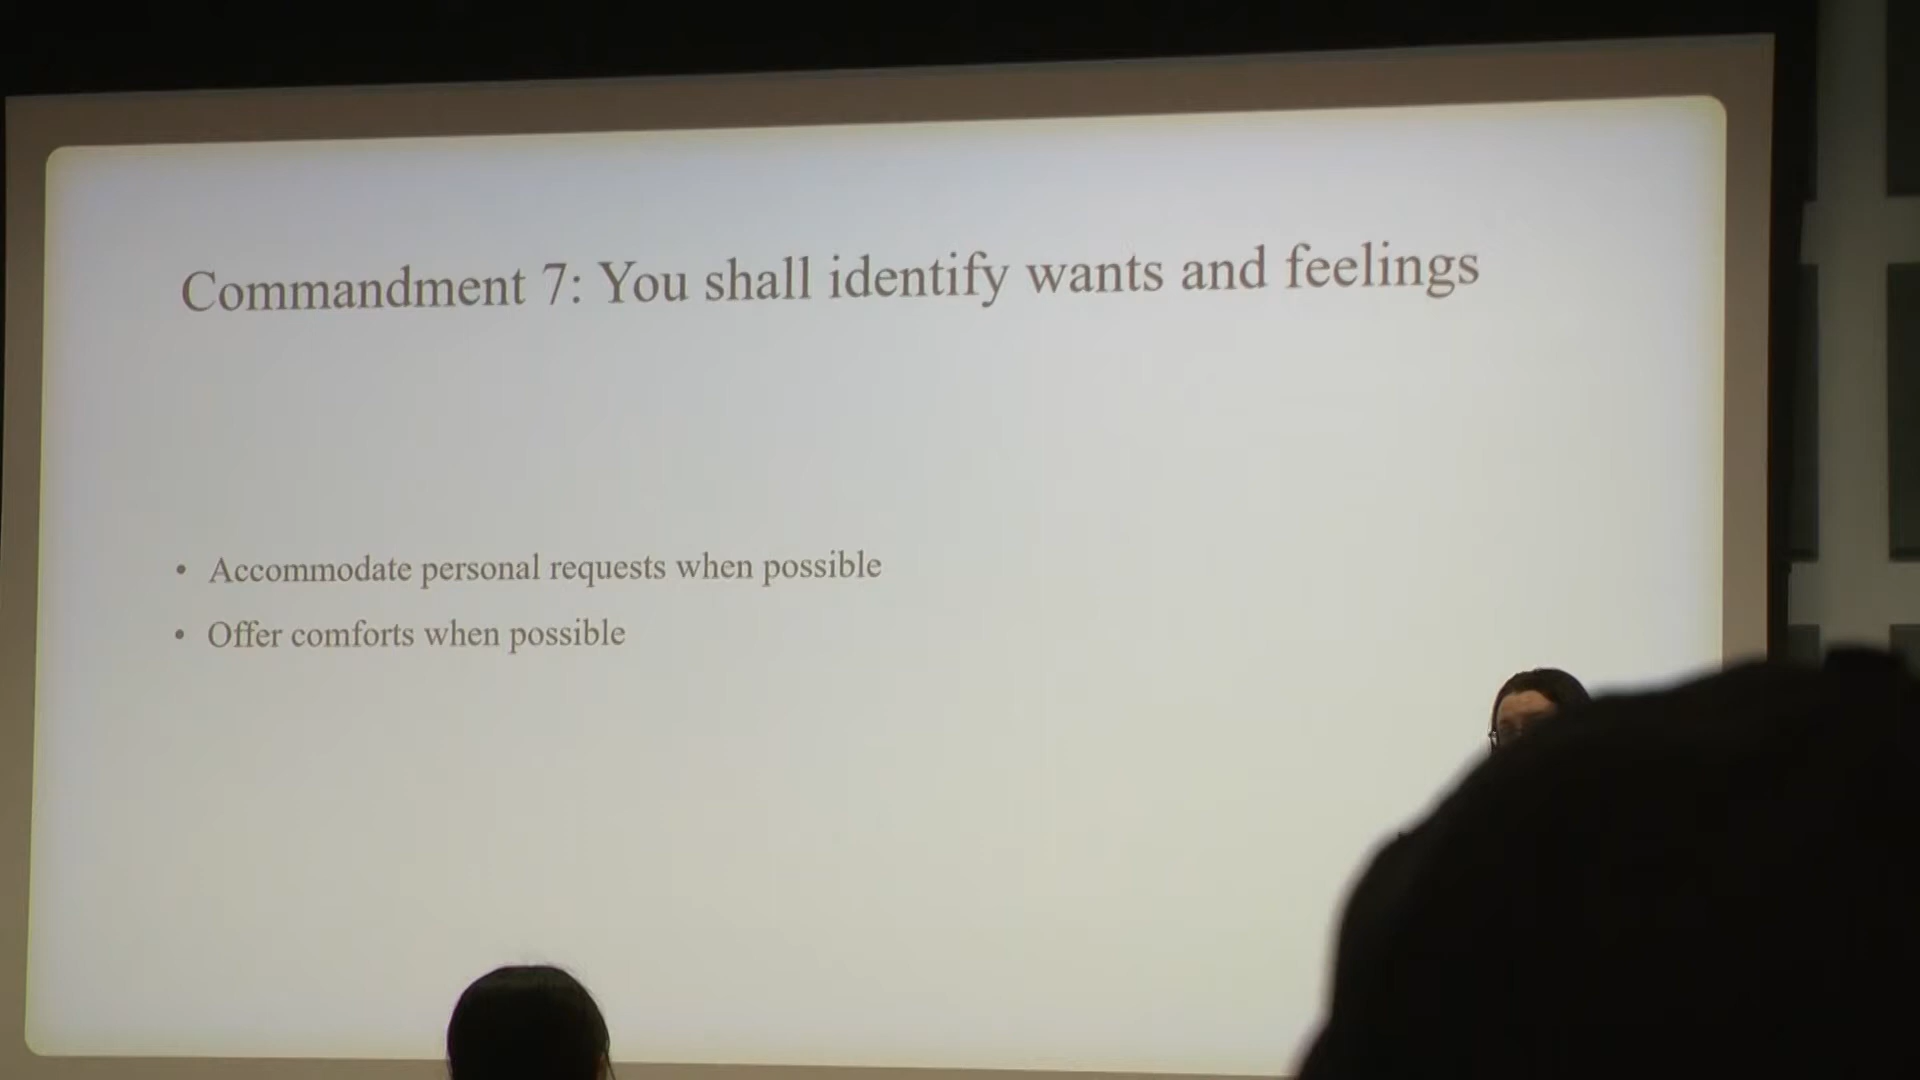 Commandment 7: You shall identify wants and feelings
• Accommodate personal requests when possible
• Offer comforts when possible